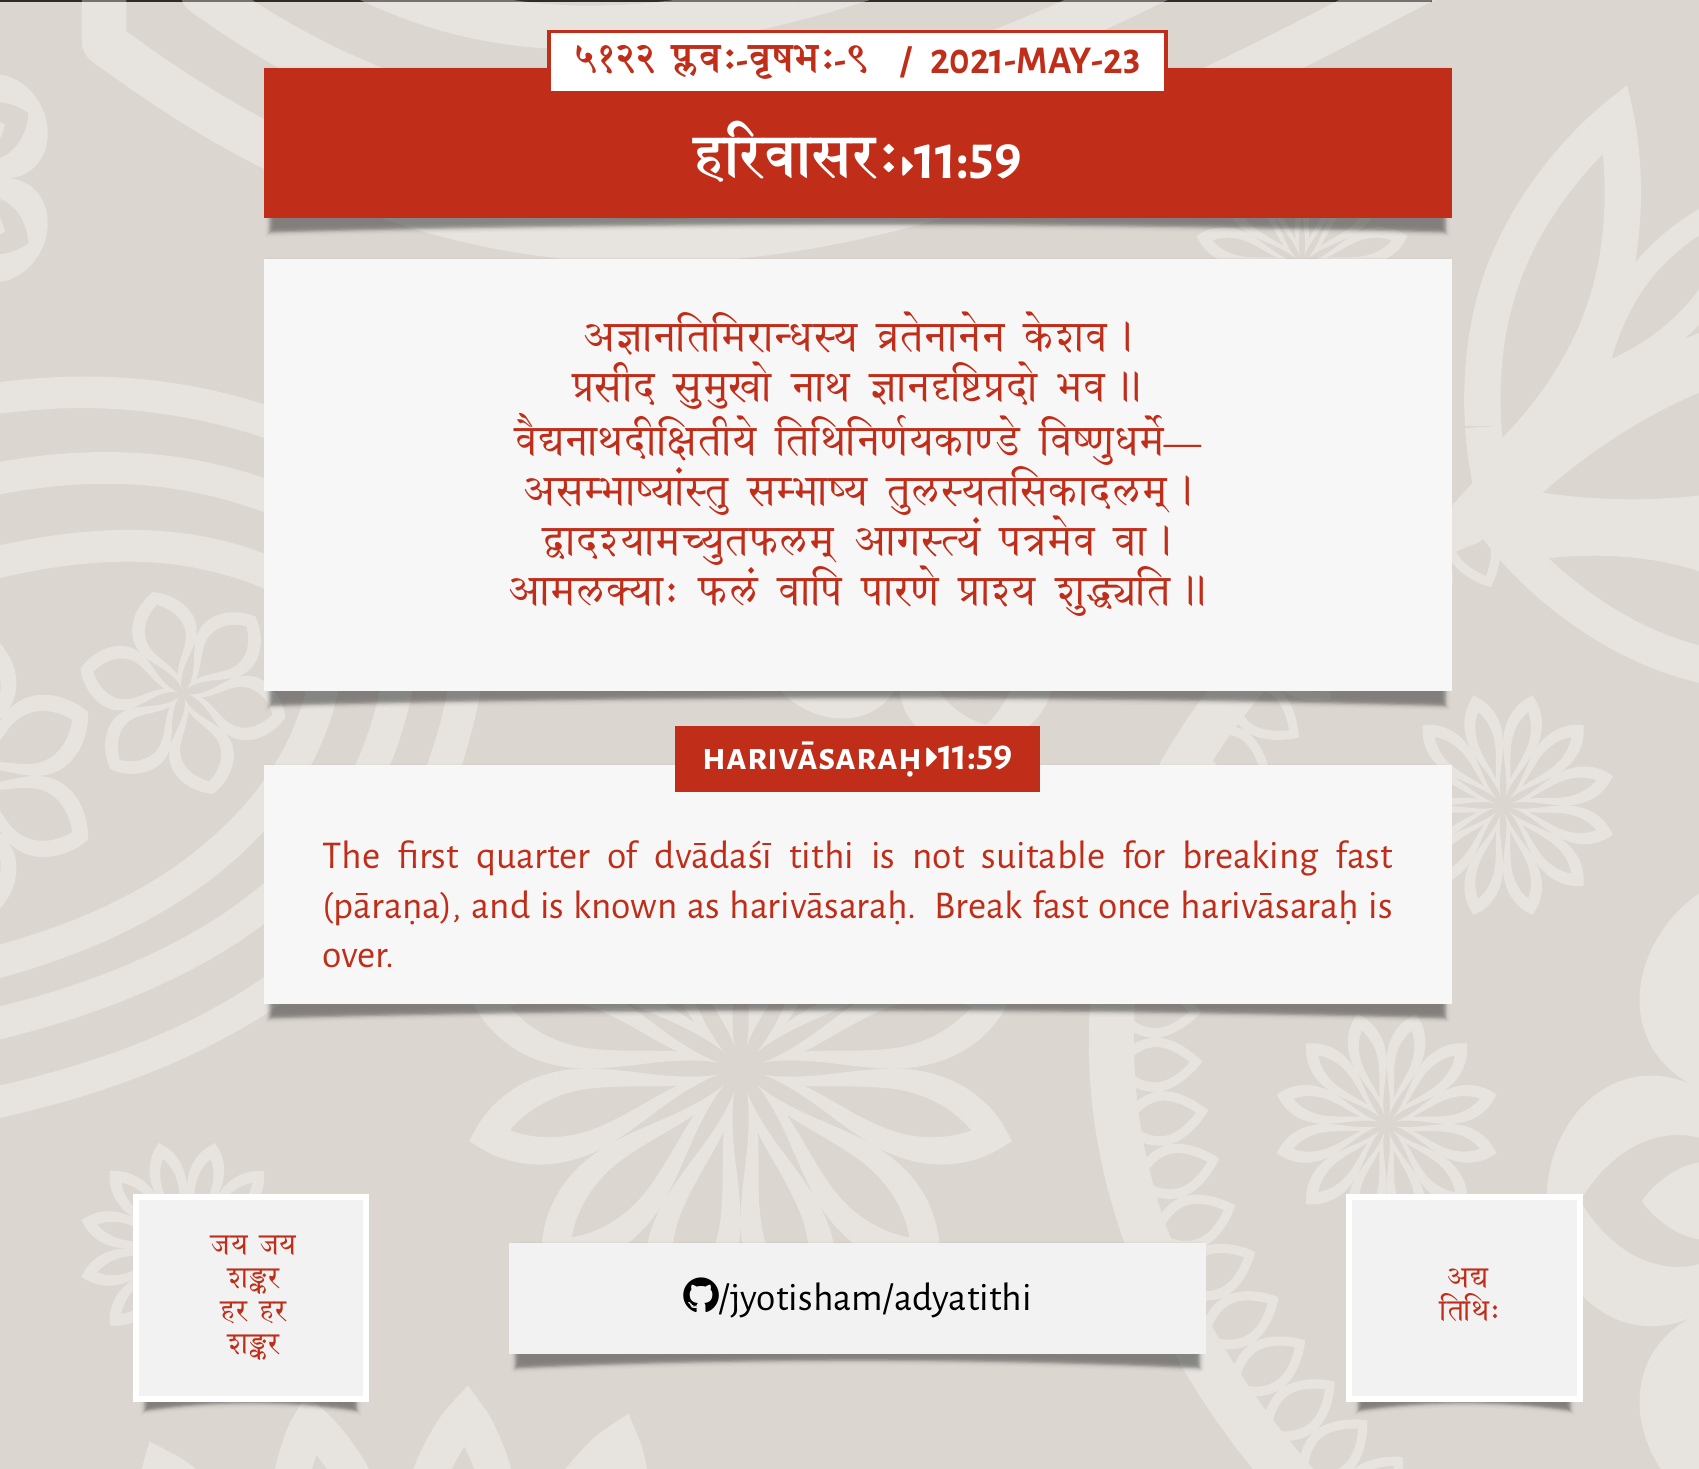 ५१२२ प्लवः-वृषभः-९ / 2021-MAY-23
हरिवासरः▸11:59
अज्ञानतिमिरान्धस्य व्रतेनानेन केशव।
प्रसीद सुमुखो नाथ ज्ञानदृष्टिप्रदो भव॥
वैद्यनाथदीक्षितीये तिथिनिर्णयकाण्डे विष्णुधर्मे—
असम्भाष्यांस्तु सम्भाष्य तुलस्यतसिकादलम्।
द्वादश्यामच्युतफलम् आगस्त्यं पत्रमेव वा।
आमलक्याः फलं वापि पारणे प्राश्य शुद्ध्यति॥
HARIVĀSARAḤ▸11:59
The first quarter of dvādaśī tithi is not suitable for breaking fast
(pāraṇa), and is known as harivāsaraḥ. Break fast once harivāsaraḥ is
over.
जय जय
शङ्कर
हर हर
शङ्कर
/jyotisham/adyatithi
अद्य
तिथिः